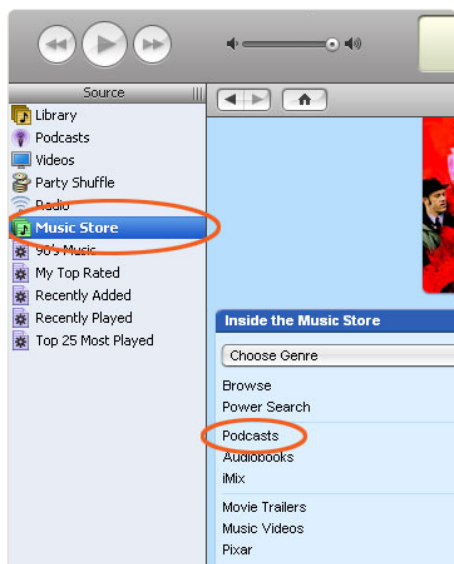 Source
Library
Podcasts
Videos
Party Shuffle
Radio
Music Store
90's Music
My Top Rated
Recently Added
Recently Played
Top 25 Most Played
Inside the Music Store
Choose Genre
Browse
Power Search
Podcasts
Audiobooks
iMix
Movie Trailers
Music Videos
Pixar